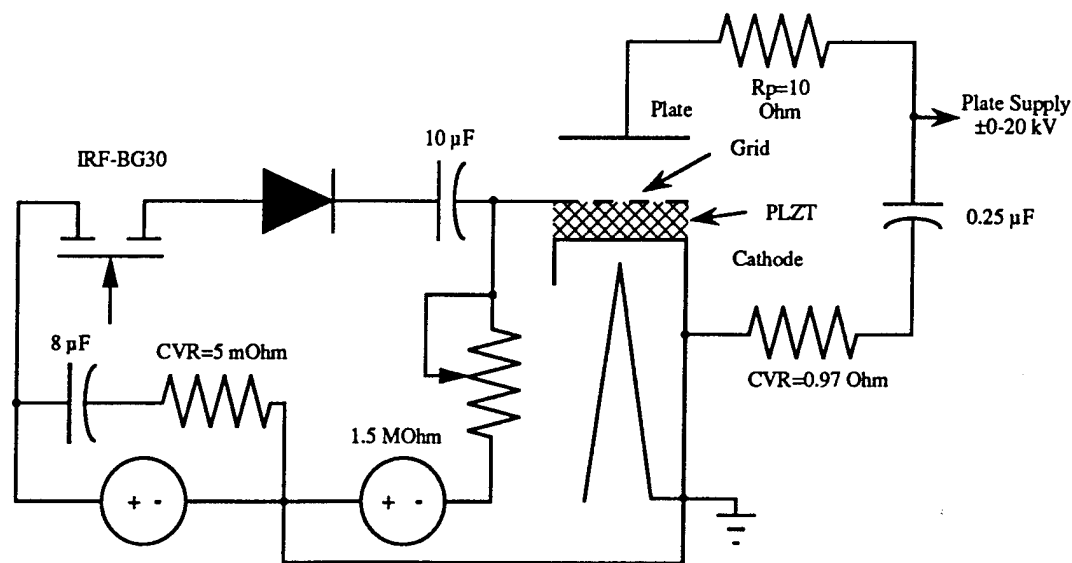 Rp=10
Ohm
Plate
Plate Supply
±0-20 kV
10 µF
Grid
IRF-BG30
PLZT
0.25 µF
Cathode
8 µF
CVR=5 mOhm
CVR=0.97 Ohm
1.5 MOhm
+ -
+ -